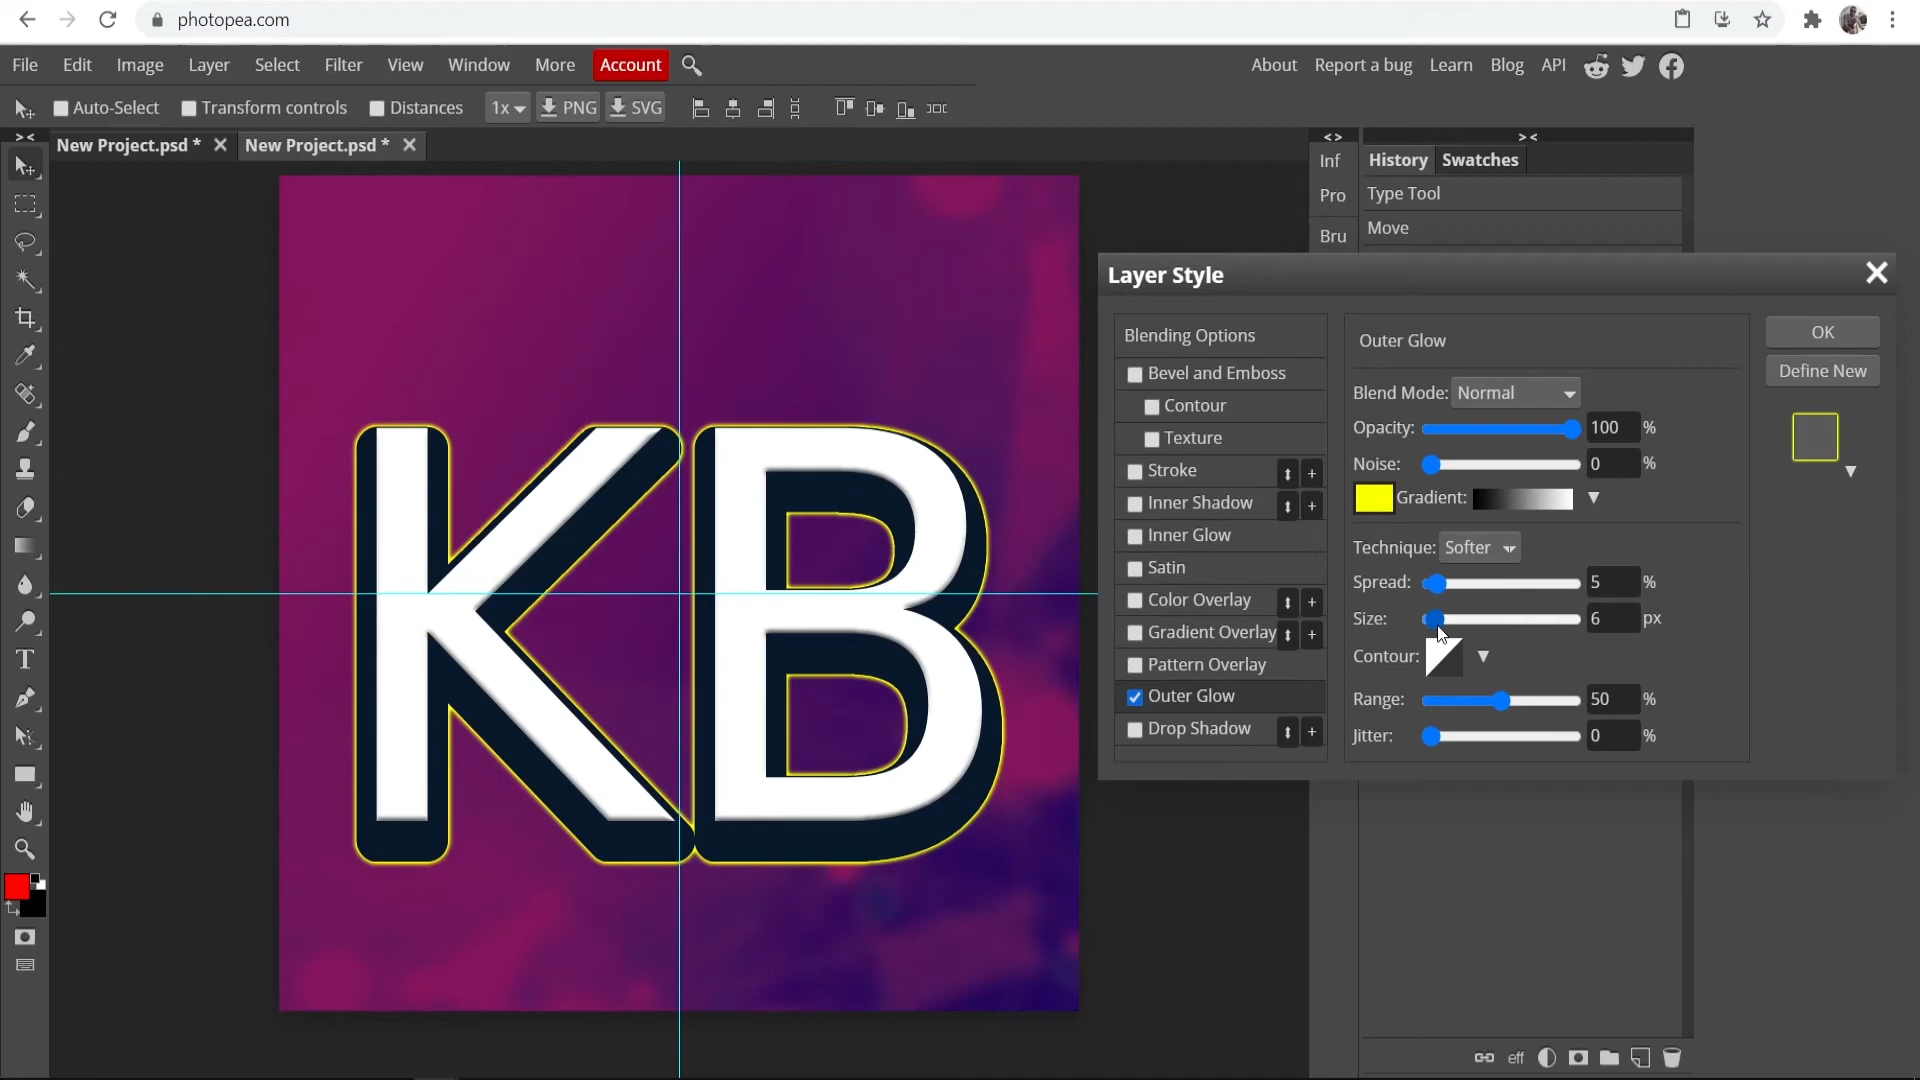 photopea.com
File Edit Image Layer Select Filter View Window More Account About Report a bug Learn Blog API
Auto-Select Transform controls Distances 1x PNG SVG
New Project.psd * New Project.psd *
Inf
History Swatches
Type Tool
Pro
Move
Bru
Layer Style
Blending Options
Bevel and Emboss
Contour
Texture
Stroke
Inner Shadow
Inner Glow
Satin
Color Overlay
Gradient Overlay
Pattern Overlay
Outer Glow
Drop Shadow
Outer Glow
Blend Mode: Normal
Opacity: 100 %
Noise: 0 %
Gradient:
Technique: Softer
Spread: 5 %
Size: 6 px
Contour:
Range: 50 %
Jitter: 0 %
OK
Define New
KB
T
eff